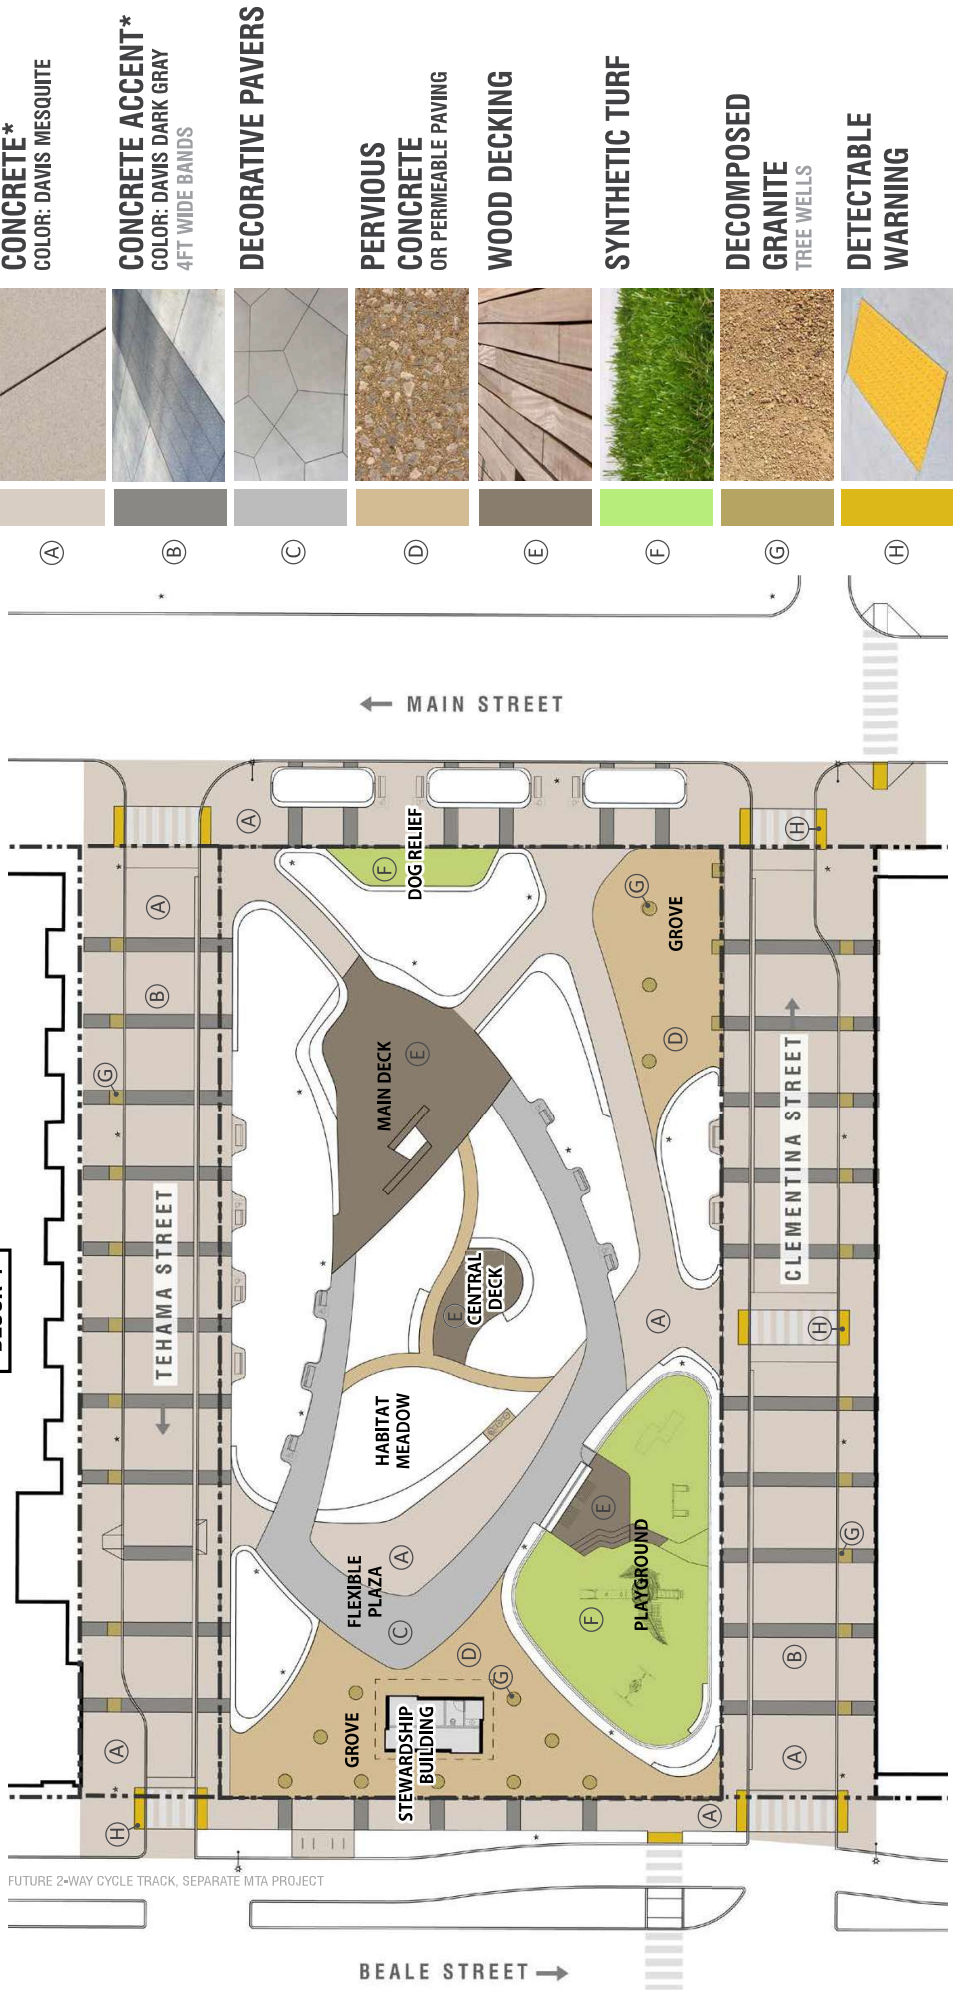 CONCRETE*
COLOR: DAVIS MESQUITE
CONCRETE ACCENT*
COLOR: DAVIS DARK GRAY
4FT WIDE BANDS
DECORATIVE PAVERS
PERVIOUS
CONCRETE
OR PERMEABLE PAVING
WOOD DECKING
SYNTHETIC TURF
DECOMPOSED
GRANITE
TREE WELLS
DETECTABLE
WARNING
A
B
C
D
E
F
G
H
MAIN STREET
A
H
F
DOG RELIEF
G
GROVE
A
B
D
E
MAIN DECK
G
CLEMENTINA STREET
TEHAMA STREET
E
CENTRAL
DECK
A
H
HABITAT
MEADOW
E
PLAYGROUND
F
G
FLEXIBLE
PLAZA
A
C
D
B
G
GROVE
STEWARDSHIP
BUILDING
A
A
A
H
FUTURE 2-WAY CYCLE TRACK, SEPARATE MTA PROJECT
BEALE STREET